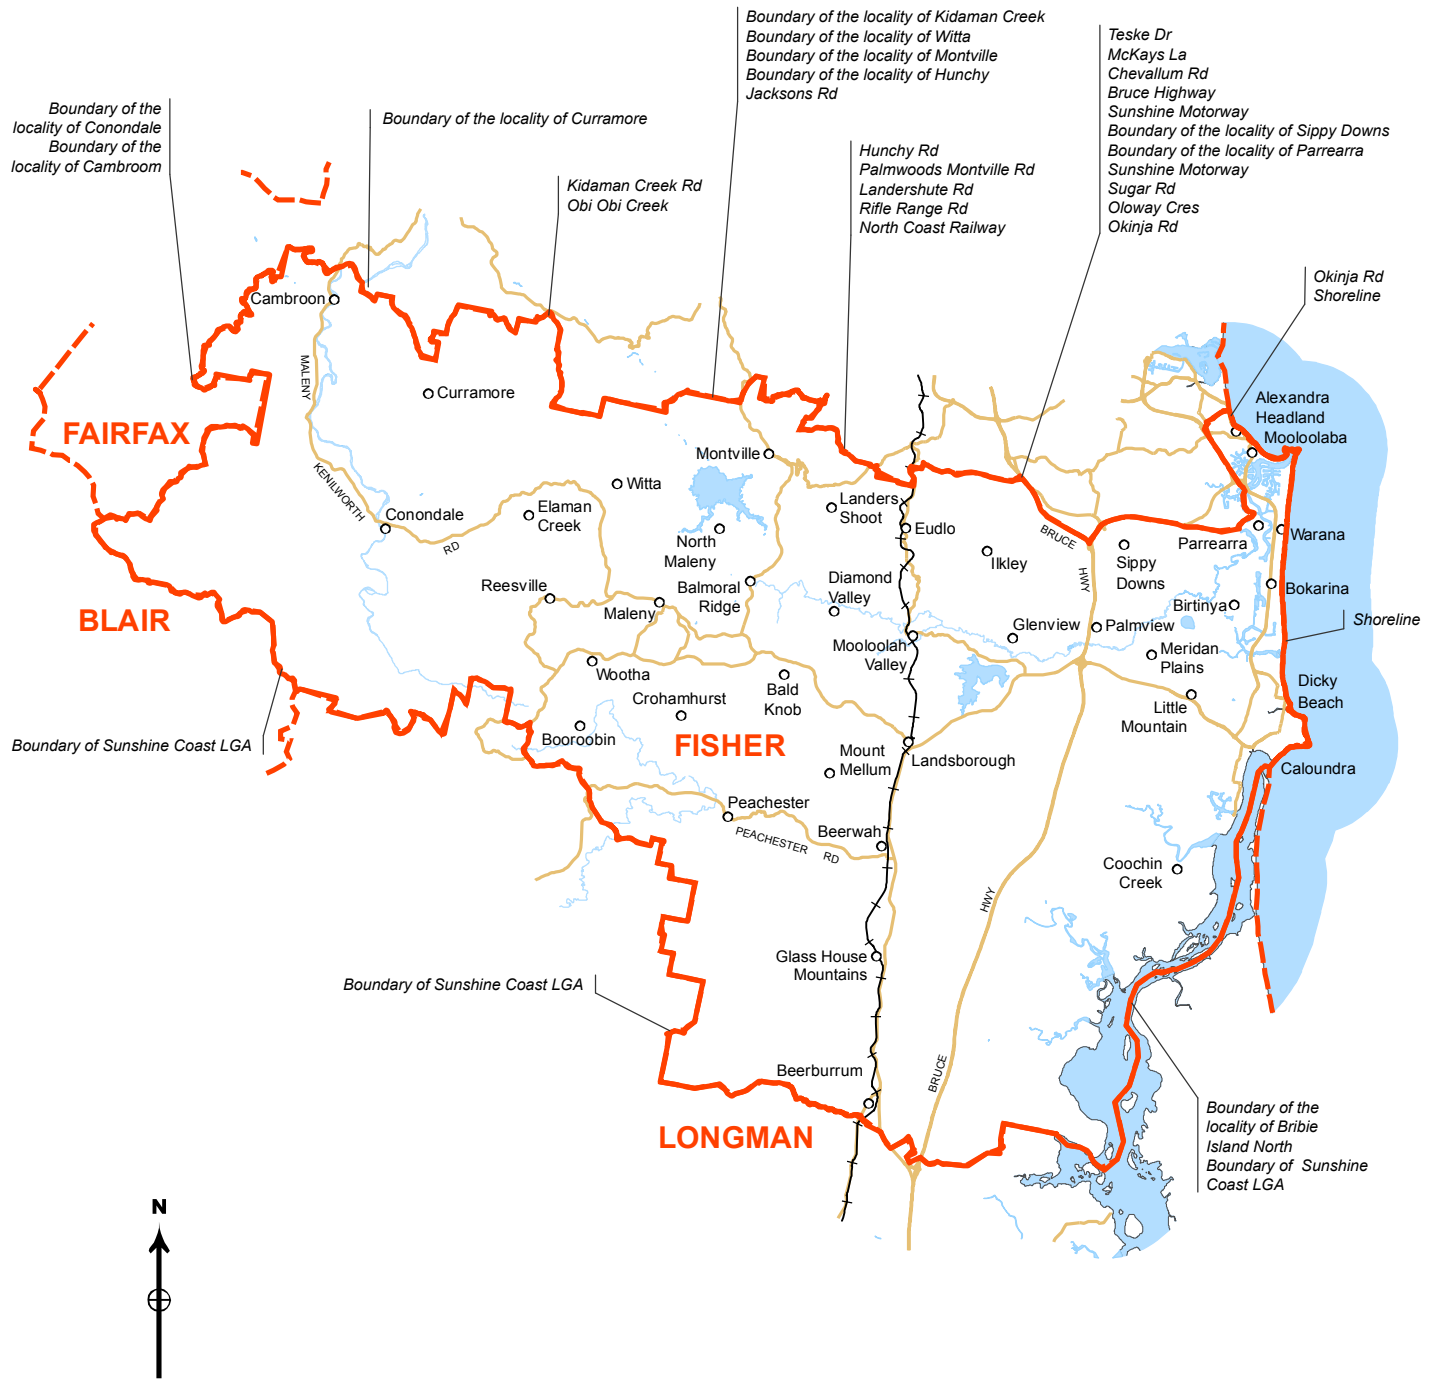 Boundary of the locality of Kidaman Creek
Boundary of the locality of Witta
Boundary of the locality of Montville
Boundary of the locality of Hunchy
Jacksons Rd
Teske Dr
McKays La
Chevallum Rd
Bruce Highway
Sunshine Motorway
Boundary of the locality of Sippy Downs
Boundary of the locality of Parrearra
Sunshine Motorway
Sugar Rd
Oloway Cres
Okinja Rd
Boundary of the
locality of Conondale
Boundary of the
locality of Cambroom
Boundary of the locality of Curramore
Kidaman Creek Rd
Obi Obi Creek
Hunchy Rd
Palmwoods Montville Rd
Landershute Rd
Rifle Range Rd
North Coast Railway
Okinja Rd
Shoreline
Cambroon
MALENY
Curramore
Alexandra
Headland
Mooloolaba
FAIRFAX
Montville
KENILWORTH
Witta
Landers
Shoot
Conondale
Elaman
Creek
RD
North
Maleny
Eudlo
BRUCE
Ilkley
HWY
Sippy
Downs
Parrearra
Warana
Reesville
Balmoral
Ridge
Diamond
Valley
Bokarina
BLAIR
Maleny
Birtinya
Glenview
Palmview
Shoreline
Mooloolah
Valley
Meridan
Plains
Wootha
Bald
Knob
Dicky
Beach
Crohamhurst
Little
Mountain
Boundary of Sunshine Coast LGA
Booroobin
FISHER
Mount
Mellum
Landsborough
Caloundra
Peachester
PEACHESTER RD
Beerwah
Coochin
Creek
HWY
Glass House
Mountains
Boundary of Sunshine Coast LGA
Beerburrum
BRUCE
LONGMAN
Boundary of the
locality of Bribie
Island North
Boundary of Sunshine
Coast LGA
N